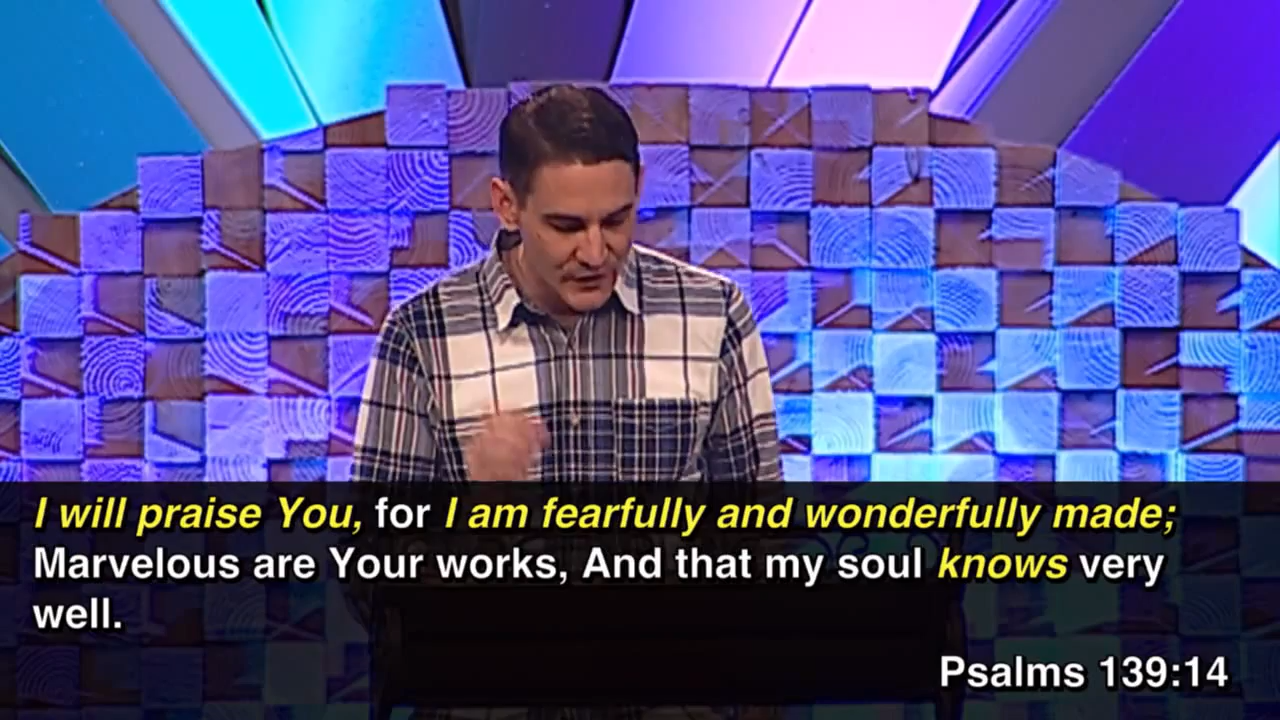 I will praise You, for I am fearfully and wonderfully made;
Marvelous are Your works, And that my soul knows very
well.
Psalms 139:14